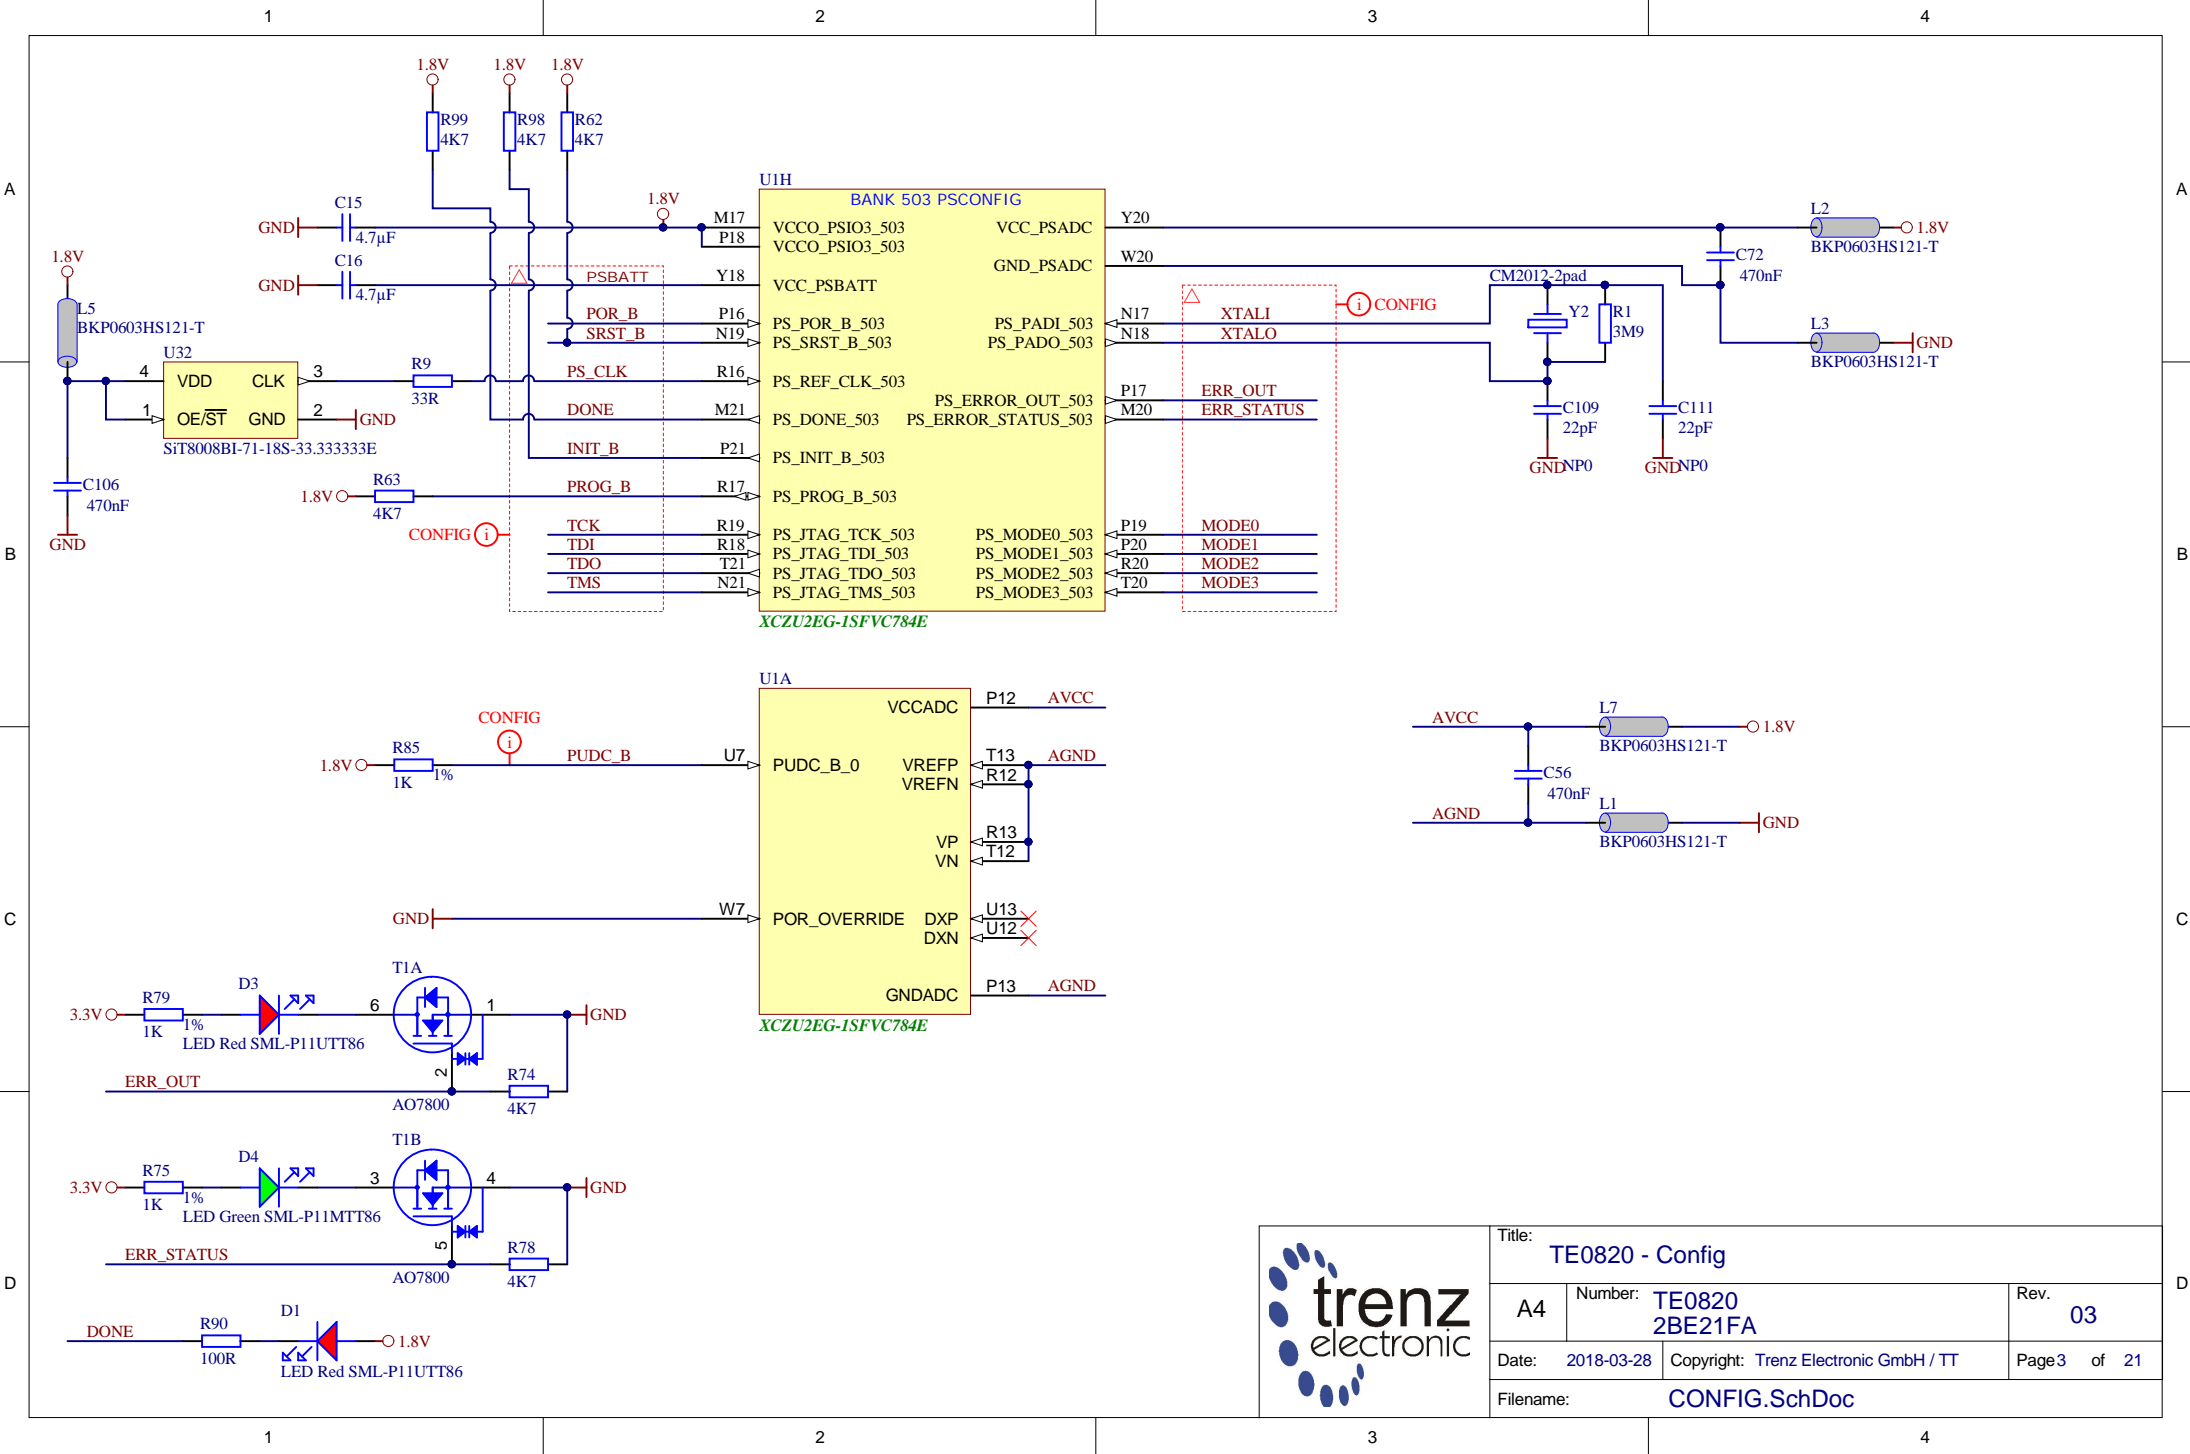 1 2 3 4
A A
B B
C C
D D
1.8V 1.8V 1.8V
R99 4K7
R98 4K7
R62 4K7
U1H
BANK 503 PSCONFIG
1.8V
GND C15 4.7µF
M17 VCCO_PSIO3_503
P18 VCCO_PSIO3_503
GND C16 4.7µF
PSBATT Y18 VCC_PSBATT
POR_B P16 PS_POR_B_503
SRST_B N19 PS_SRST_B_503
PS_CLK R16 PS_REF_CLK_503
DONE M21 PS_DONE_503
INIT_B P21 PS_INIT_B_503
PROG_B R17 PS_PROG_B_503
TCK R19 PS_JTAG_TCK_503
TDI R18 PS_JTAG_TDI_503
TDO T21 PS_JTAG_TDO_503
TMS N21 PS_JTAG_TMS_503
CONFIG i
VCC_PSADC Y20
GND_PSADC W20
PS_PADI_503 N17 XTALI
PS_PADO_503 N18 XTALO
PS_ERROR_OUT_503 P17 ERR_OUT
PS_ERROR_STATUS_503 M20 ERR_STATUS
PS_MODE0_503 P19 MODE0
PS_MODE1_503 P20 MODE1
PS_MODE2_503 R20 MODE2
PS_MODE3_503 T20 MODE3
i CONFIG
XCZU2EG-1SFVC784E
1.8V
L5
BKP0603HS121-T
U32
4 VDD CLK 3
1 OE/ST GND 2 GND
SiT8008BI-71-18S-33.333333E
R9
33R
C106
470nF
GND
1.8V R63
4K7
CM2012-2pad
Y2
R1
3M9
C109
22pF
GND NP0
C111
22pF
GND NP0
L2
1.8V
BKP0603HS121-T
C72
470nF
L3
GND
BKP0603HS121-T
U1A
VCCADC P12 AVCC
CONFIG
i
1.8V R85 1K 1%
PUDC_B U7 PUDC_B_0
VREFP T13 AGND
VREFN R12
VP R13
VN T12
GND W7 POR_OVERRIDE
DXP U13
DXN U12
GNDADC P13 AGND
XCZU2EG-1SFVC784E
AVCC L7 1.8V
BKP0603HS121-T
C56
470nF
AGND L1 GND
BKP0603HS121-T
T1A
3.3V R79 1K 1%
D3
LED Red SML-P11UTT86
6 1 2
GND
ERR_OUT
AO7800
R74
4K7
T1B
3.3V R75 1K 1%
D4
LED Green SML-P11MTT86
3 4 5
GND
ERR_STATUS
AO7800
R78
4K7
DONE R90
100R
D1
1.8V
LED Red SML-P11UTT86
trenz
electronic
Title:
TE0820 - Config
A4
Number: TE0820
2BE21FA
Rev.
03
Date: 2018-03-28
Copyright: Trenz Electronic GmbH / TT
Page 3 of 21
Filename: CONFIG.SchDoc
1 2 3 4